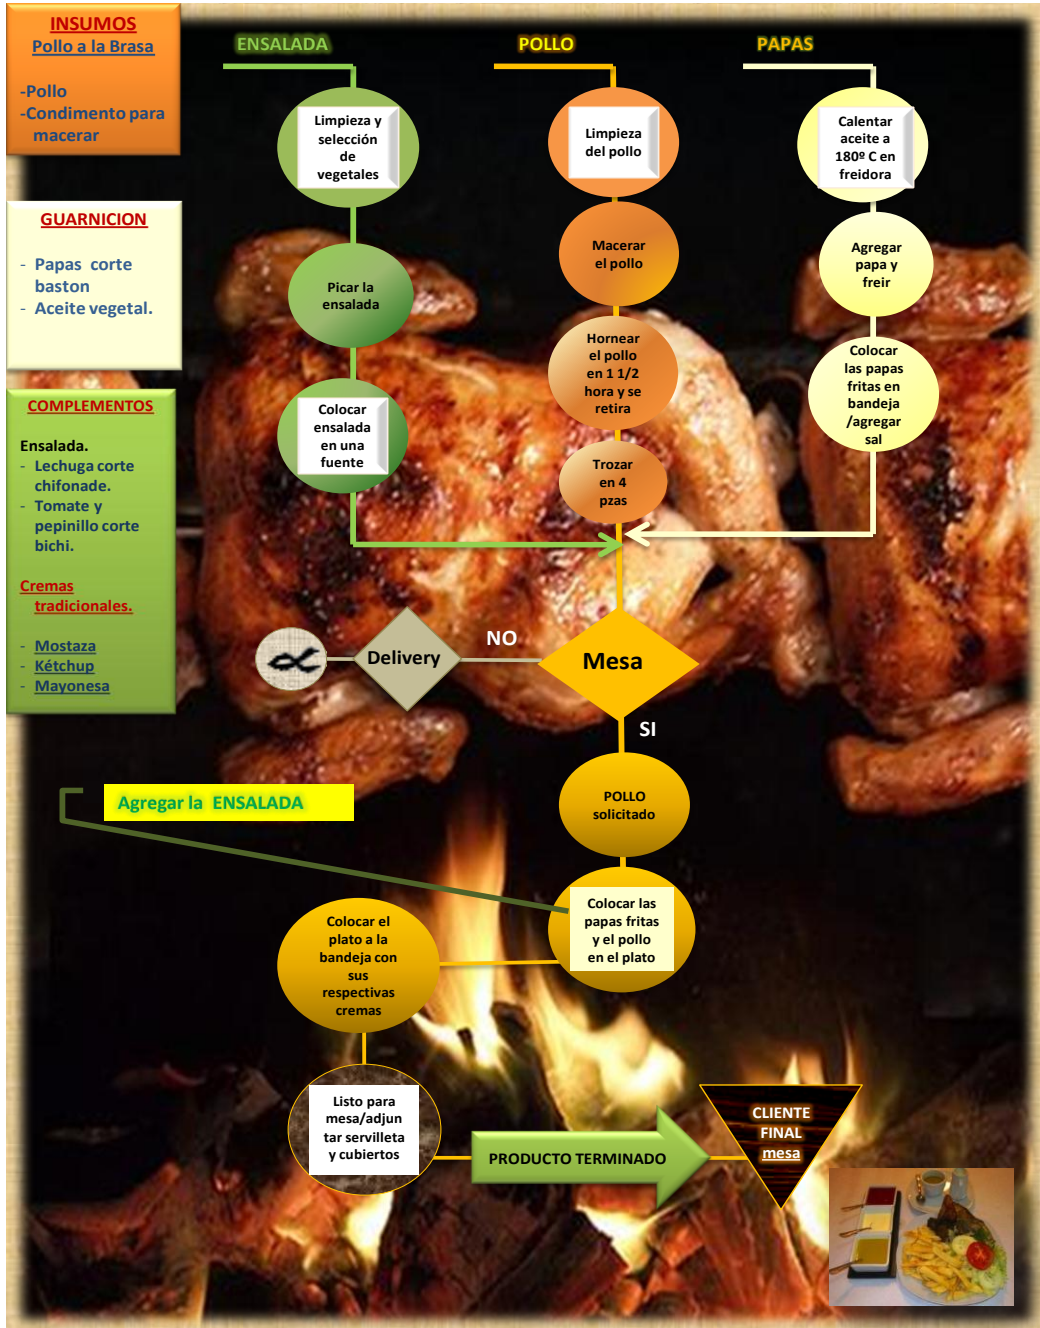 INSUMOS
Pollo a la Brasa
-Pollo
-Condimento para
macerar
GUARNICION
- Papas corte
baston
- Aceite vegetal.
COMPLEMENTOS
Ensalada.
- Lechuga corte
chifonade.
- Tomate y
pepinillo corte
bichi.
Cremas
tradicionales.
- Mostaza
- Kétchup
- Mayonesa
ENSALADA
Limpieza y
selección
de
vegetales
Picar la
ensalada
Colocar
ensalada
en una
fuente
POLLO
Limpieza
del pollo
Macerar
el pollo
Hornear
el pollo
en 1 1/2
hora y se
retira
Trozar
en 4
pzas
PAPAS
Calentar
aceite a
180º C en
freidora
Agregar
papa y
freir
Colocar
las papas
fritas en
bandeja
/agregar
sal
Mesa
NO
Delivery
∝
SI
POLLO
solicitado
Agregar la ENSALADA
Colocar las
papas fritas
y el pollo
en el plato
Colocar el
plato a la
bandeja con
sus
respectivas
cremas
Listo para
mesa/adjun
tar servilleta
y cubiertos
PRODUCTO TERMINADO
CLIENTE
FINAL
mesa